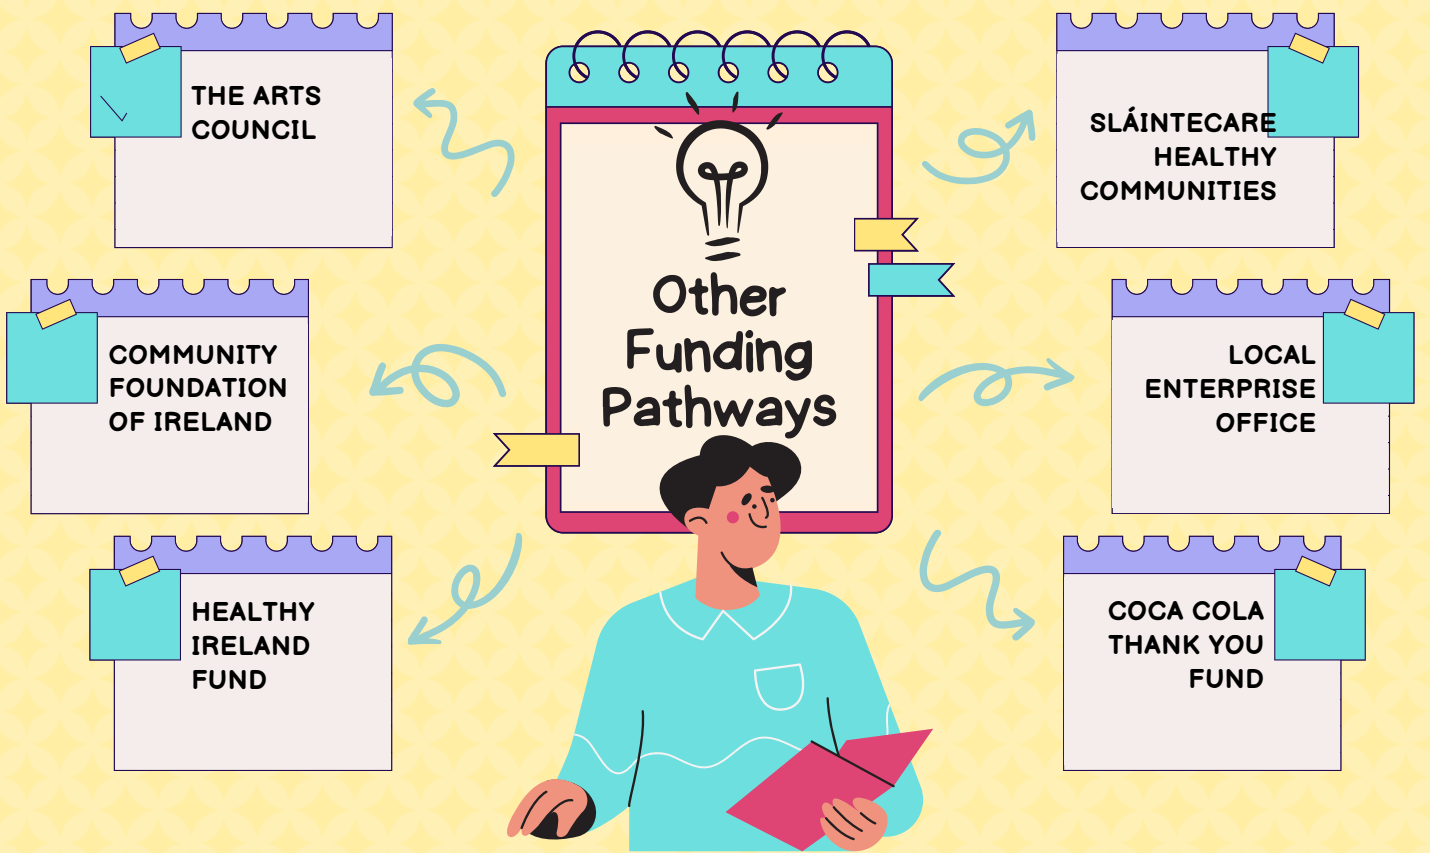 Other
Funding
Pathways
THE ARTS
COUNCIL
COMMUNITY
FOUNDATION
OF IRELAND
HEALTHY
IRELAND
FUND
SLÁINTECARE
HEALTHY
COMMUNITIES
LOCAL
ENTERPRISE
OFFICE
COCA COLA
THANK YOU
FUND